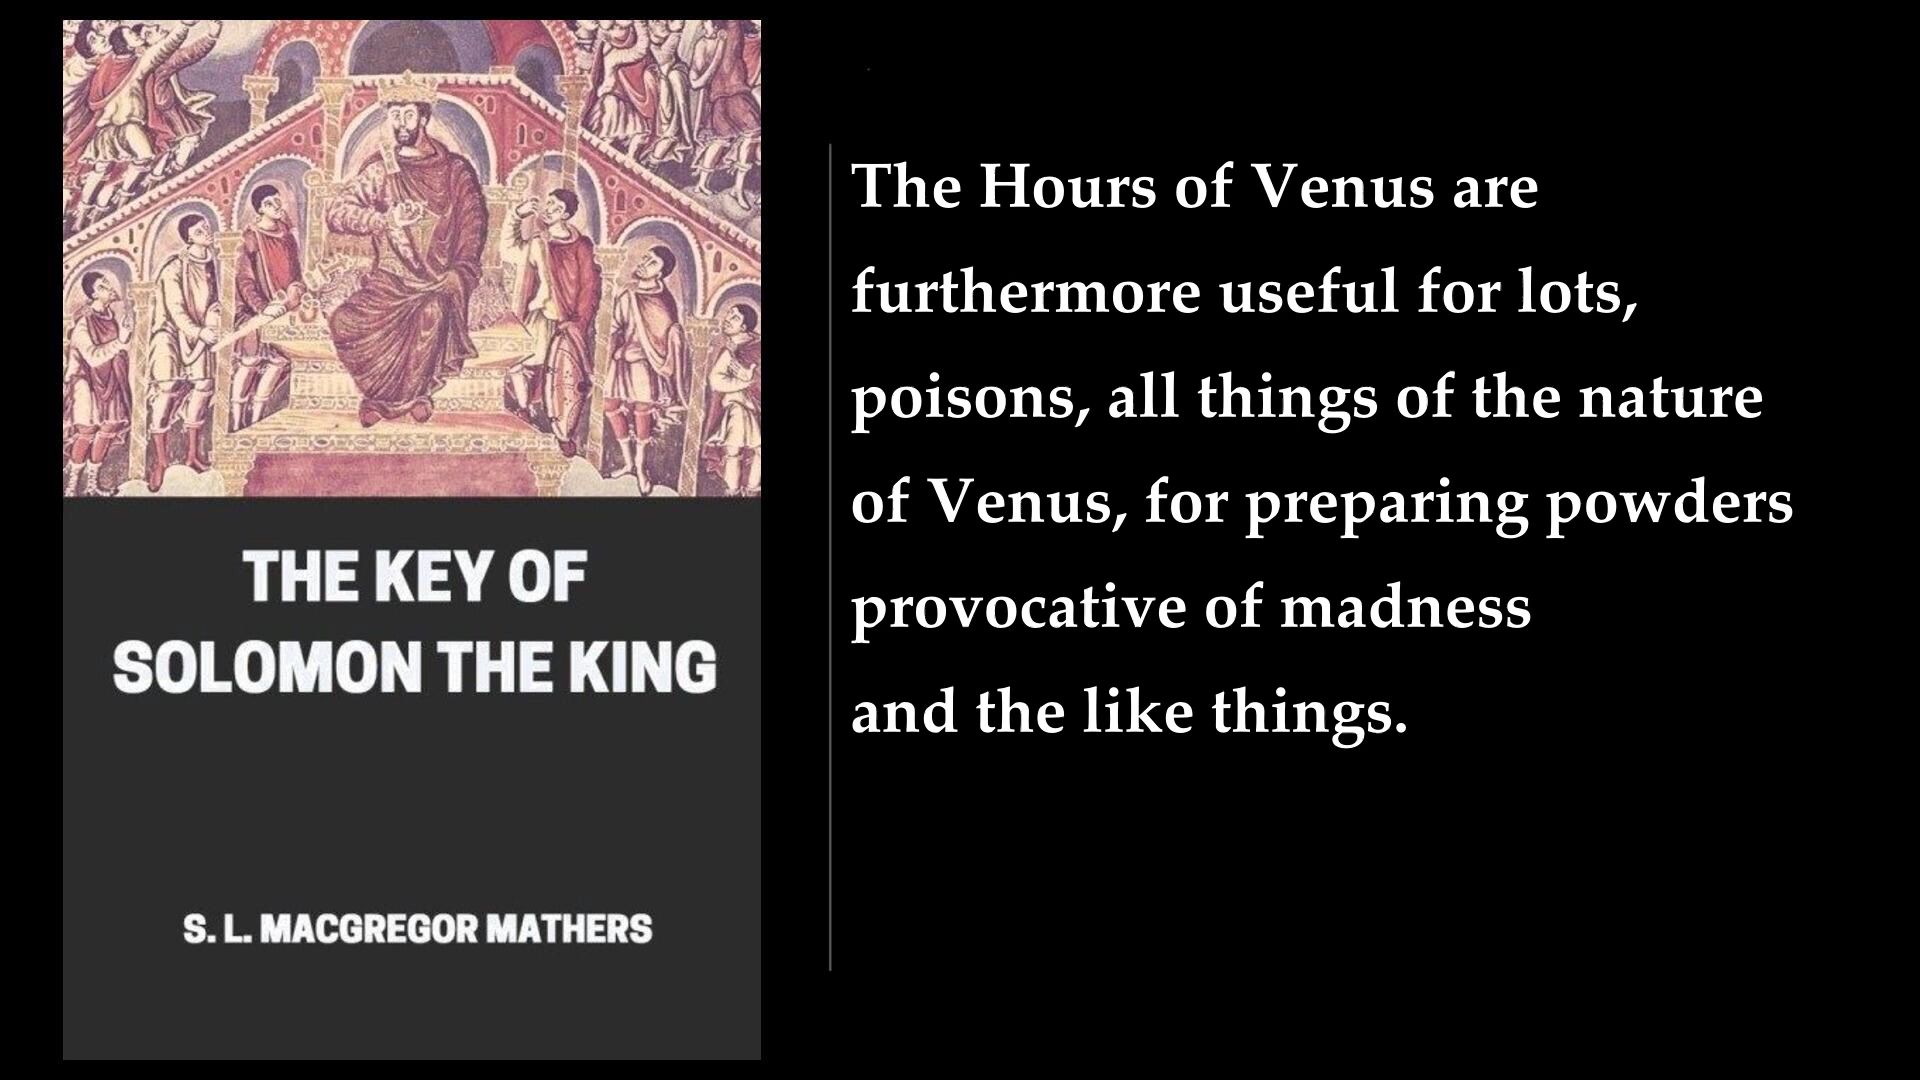 THE KEY OF
SOLOMON THE KING
S. L. MACGREGOR MATHERS
The Hours of Venus are
furthermore useful for lots,
poisons, all things of the nature
of Venus, for preparing powders
provocative of madness
and the like things.